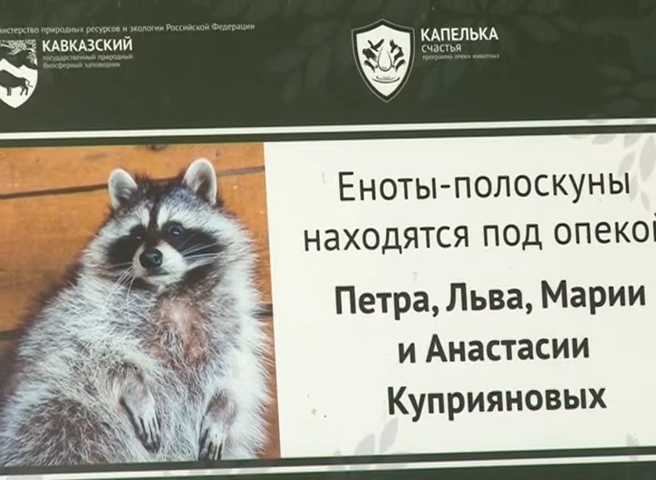 Министерство природных ресурсов и экологии Российской Федерации
КАВКАЗСКИЙ
государственный природный
биосферный заповедник
КАПЕЛЬКА
счастья
программа опеки животных
Еноты-полоскуны
находятся под опекой
Петра, Льва, Марии
и Анастасии
Куприяновых